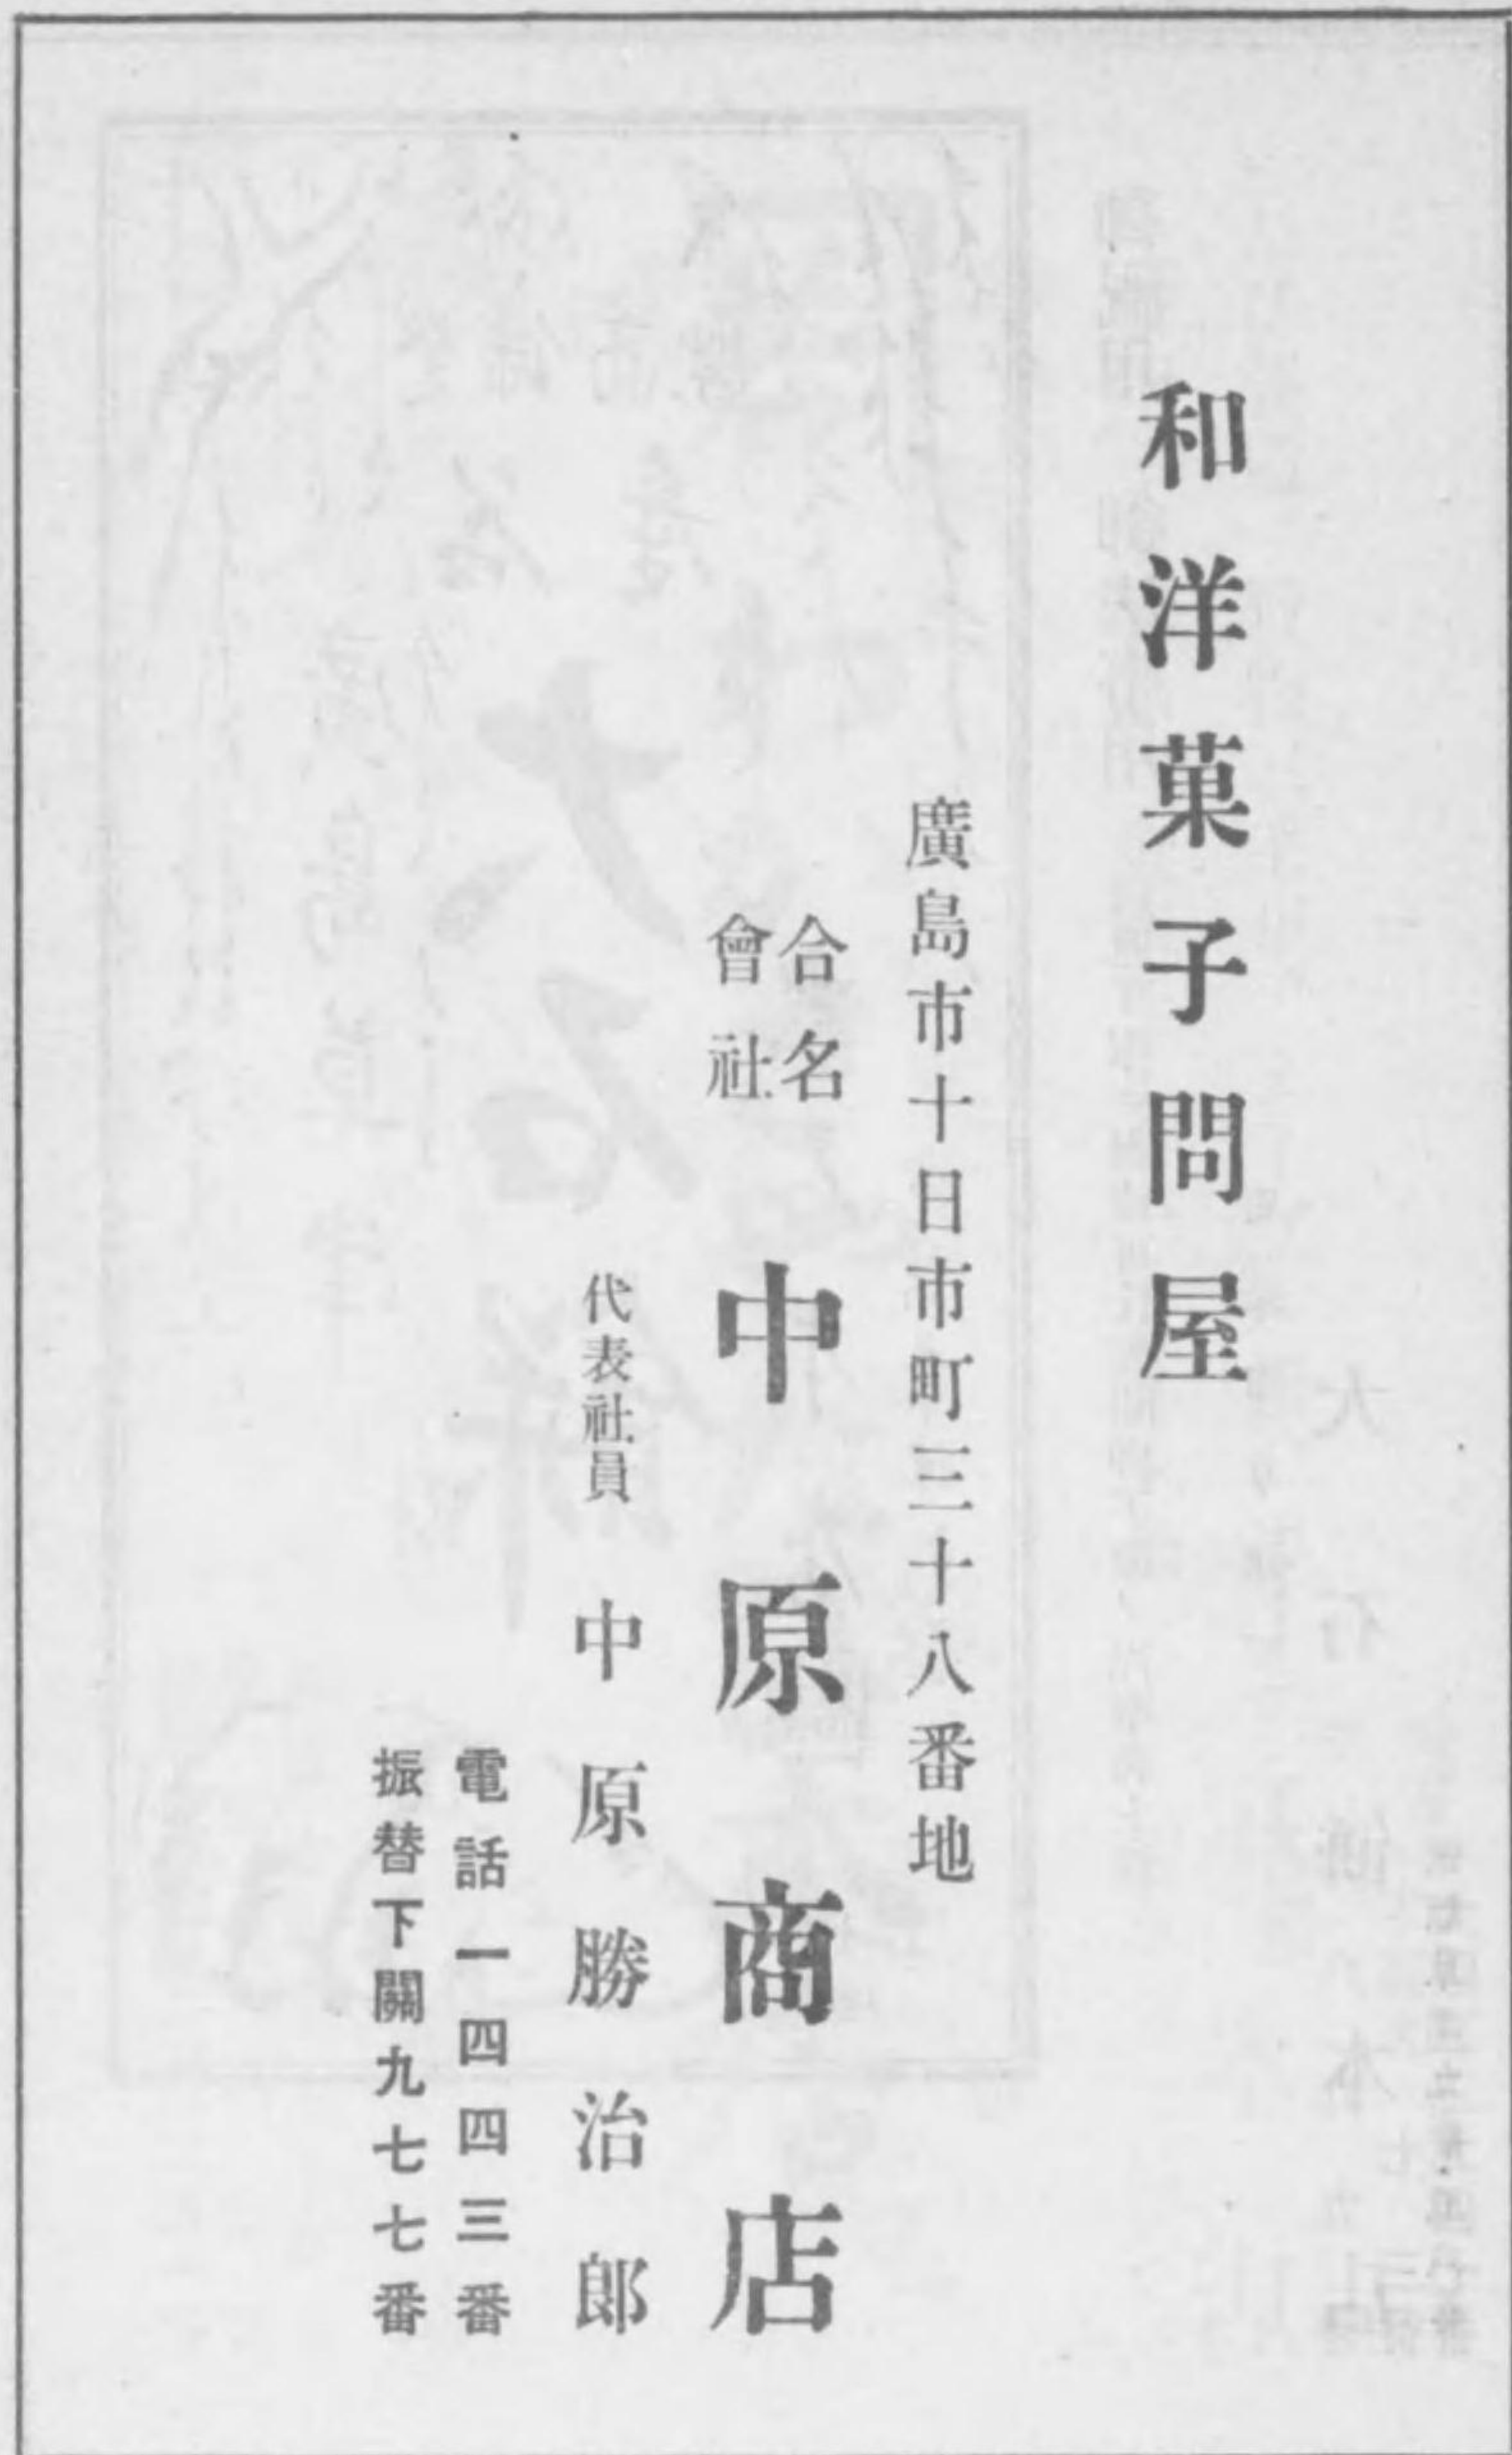 和洋菓子問屋
廣島市十日市町三十八番地
合名會社 中原商店
代表社員 中原勝治郎
電話一四四三番
振替下關九七七番